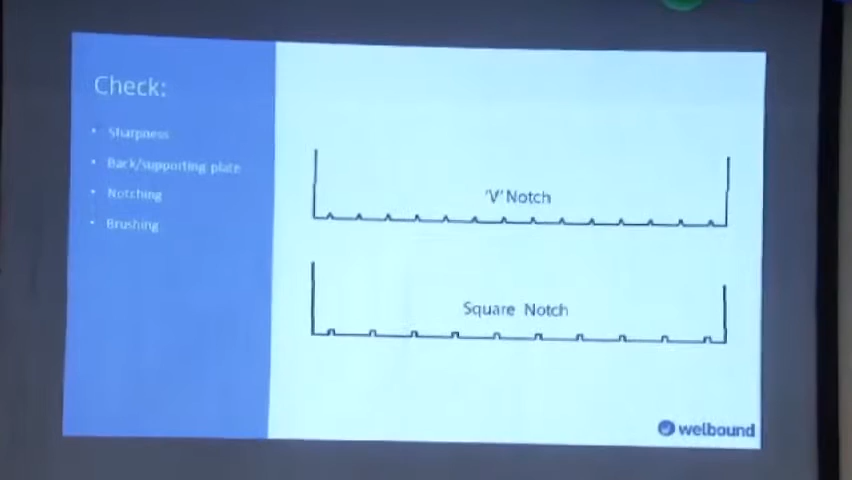 Check:
• Sharpness
• Back/supporting plate
• Notching
• Brushing
'V' Notch
Square Notch
welbound